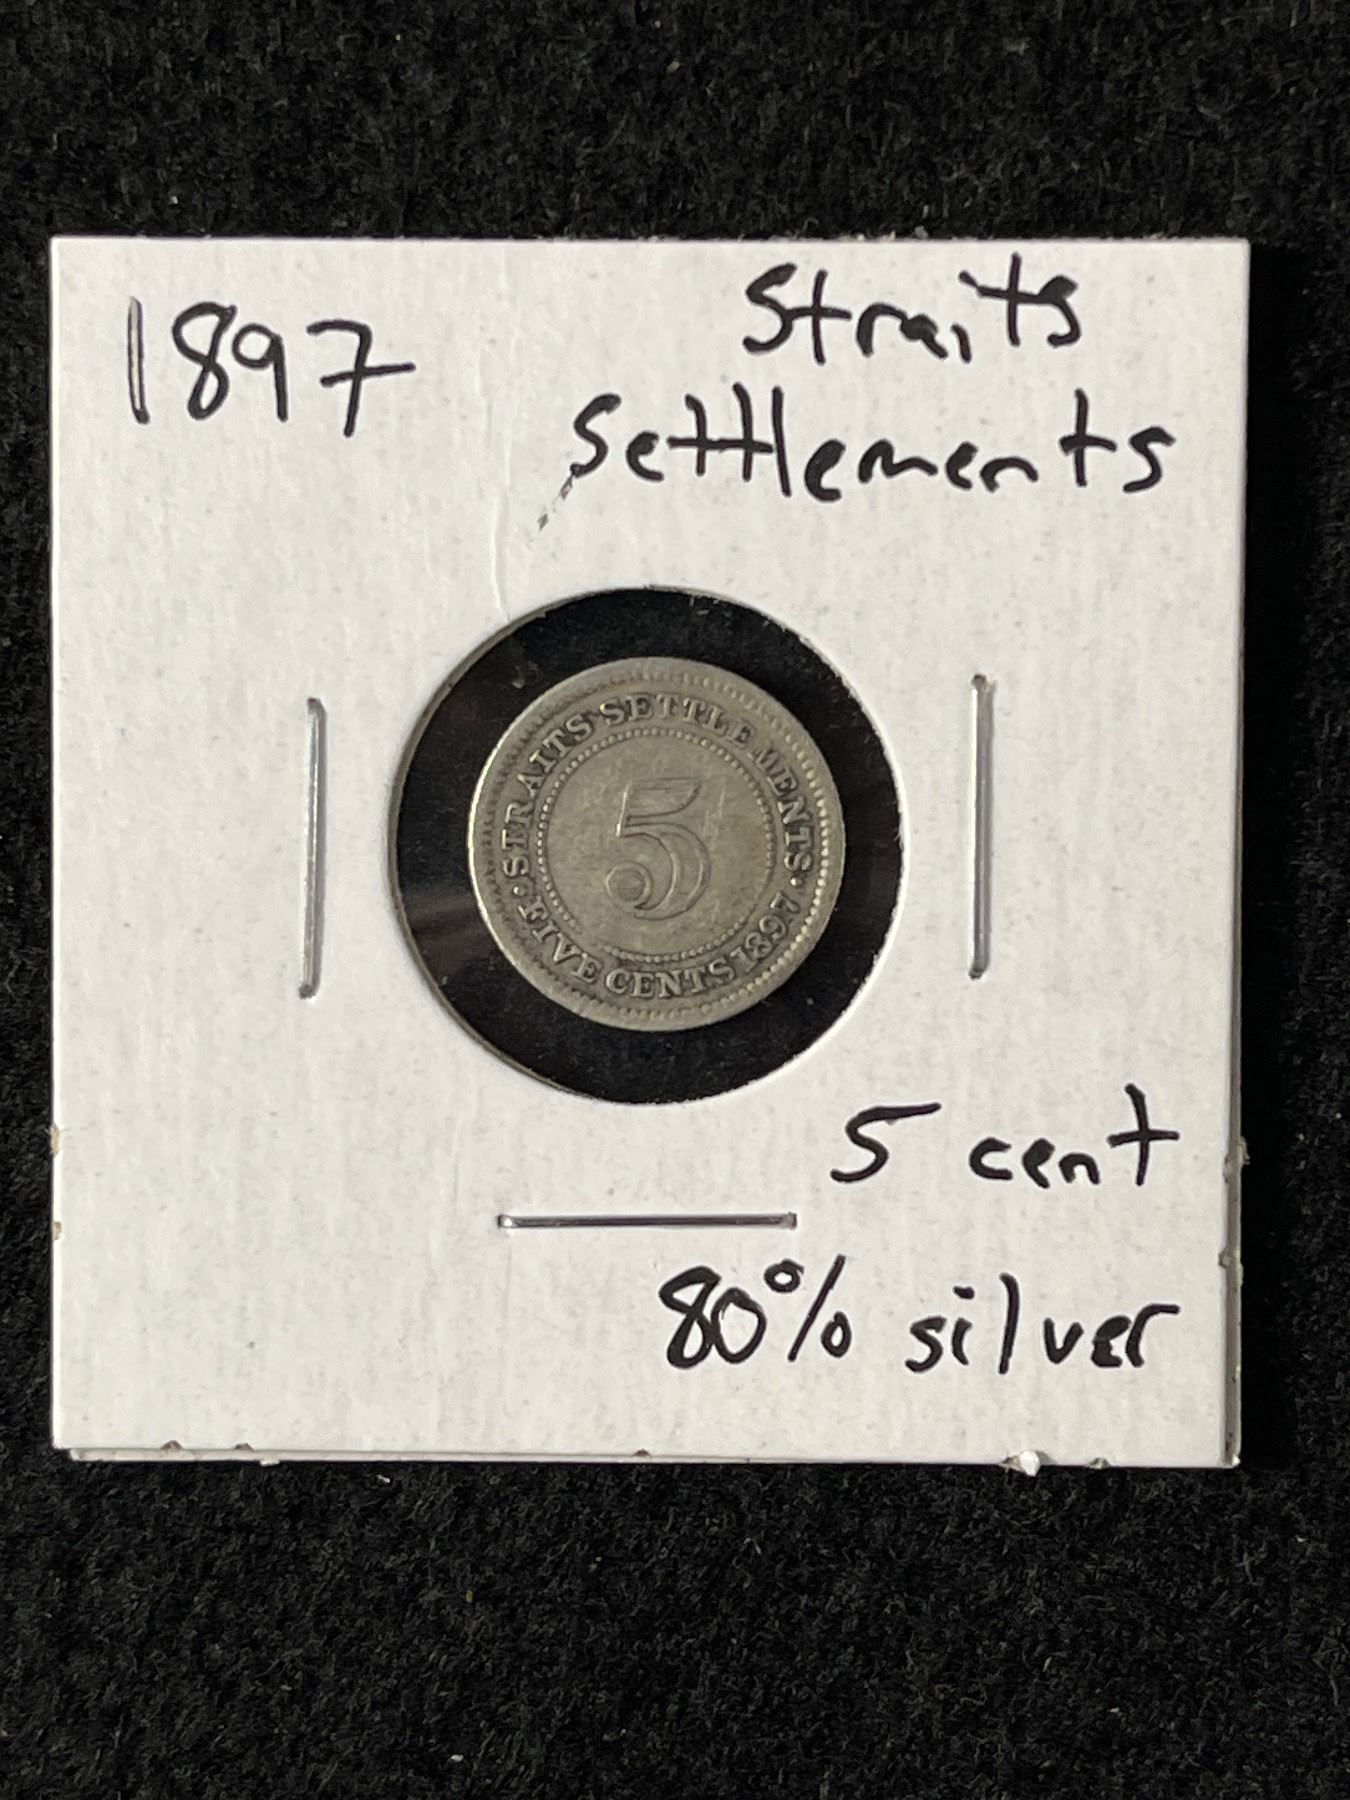 1897
Straits
Settlements
• STRAITS SETTLEMENTS •
5
FIVE CENTS 1897
5 cent
80% silver